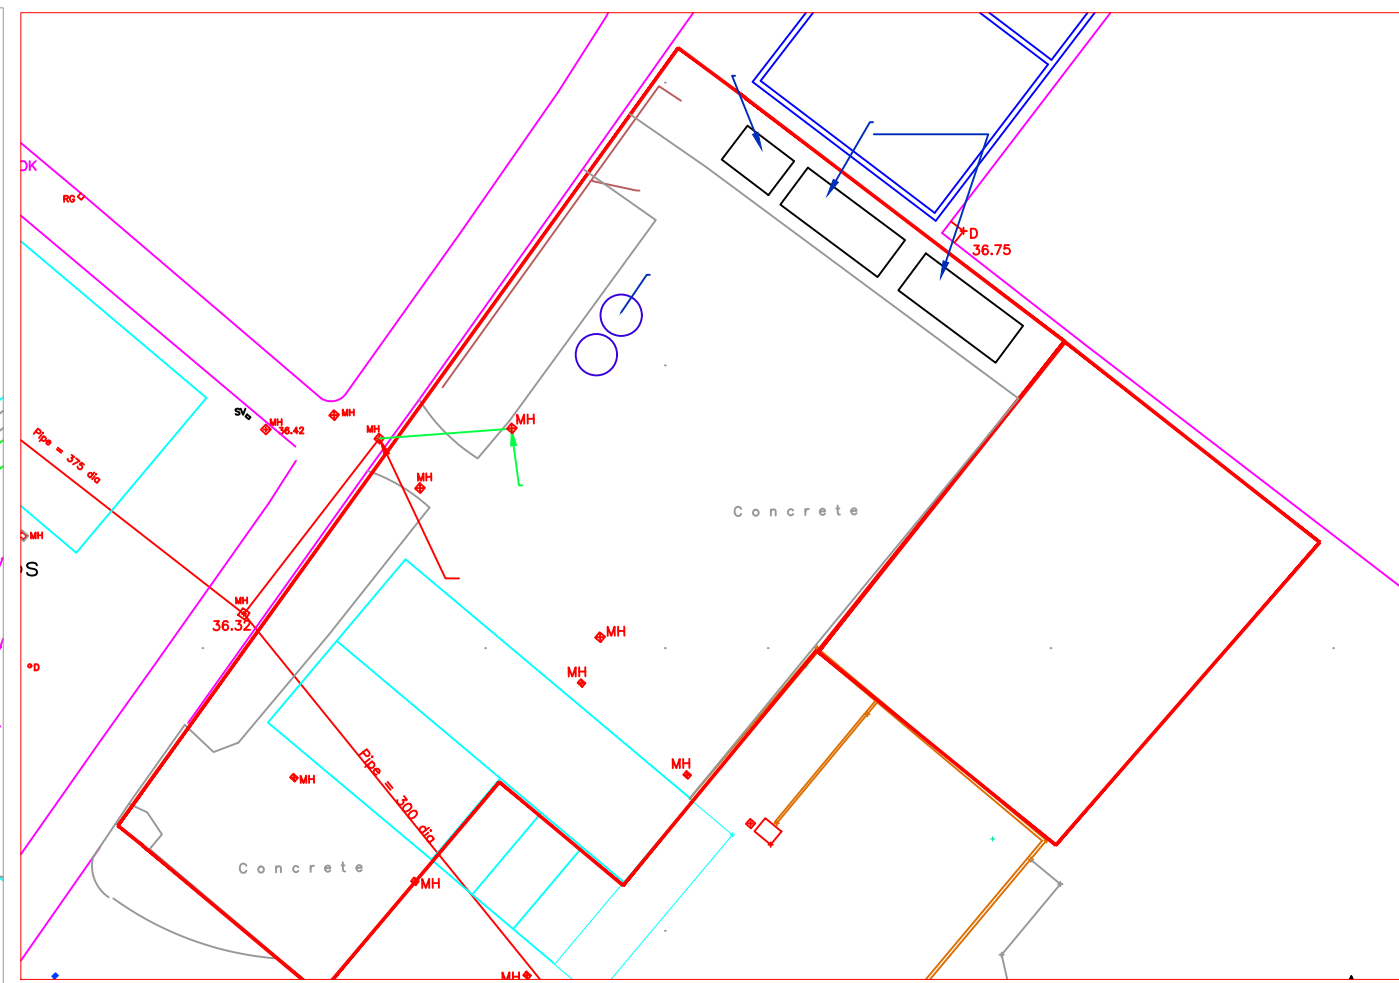 OK
RG
D
36.75
SV
MH
36.42
MH
MH
MH
Pipe = 375 dia
MH
Concrete
MH
S
MH
36.32
MH
D
MH
MH
MH
Pipe = 300 dia
Concrete
MH
MH